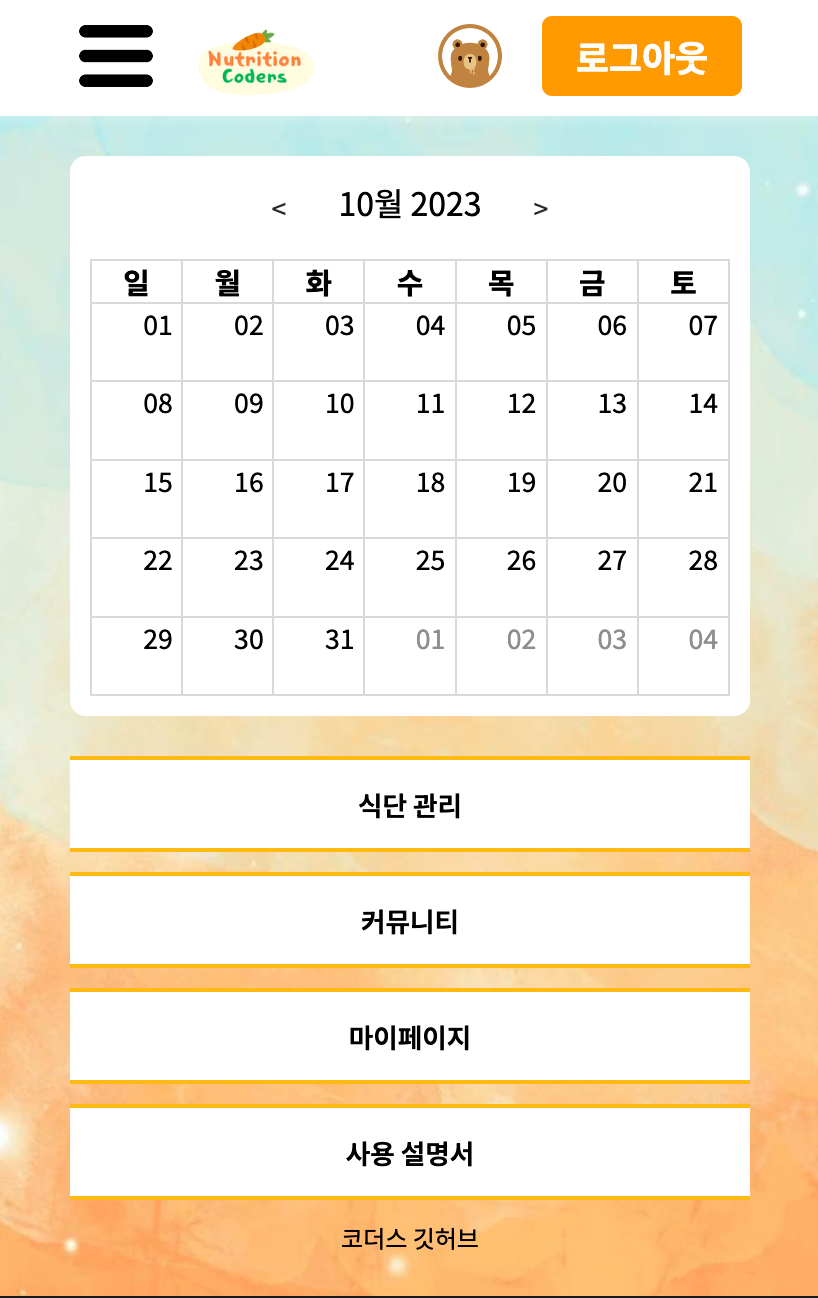 Nutrition
Coders
로그아웃
< 10월 2023 >
일 월 화 수 목 금 토
01 02 03 04 05 06 07
08 09 10 11 12 13 14
15 16 17 18 19 20 21
22 23 24 25 26 27 28
29 30 31 01 02 03 04
식단 관리
커뮤니티
마이페이지
사용 설명서
코더스 깃허브